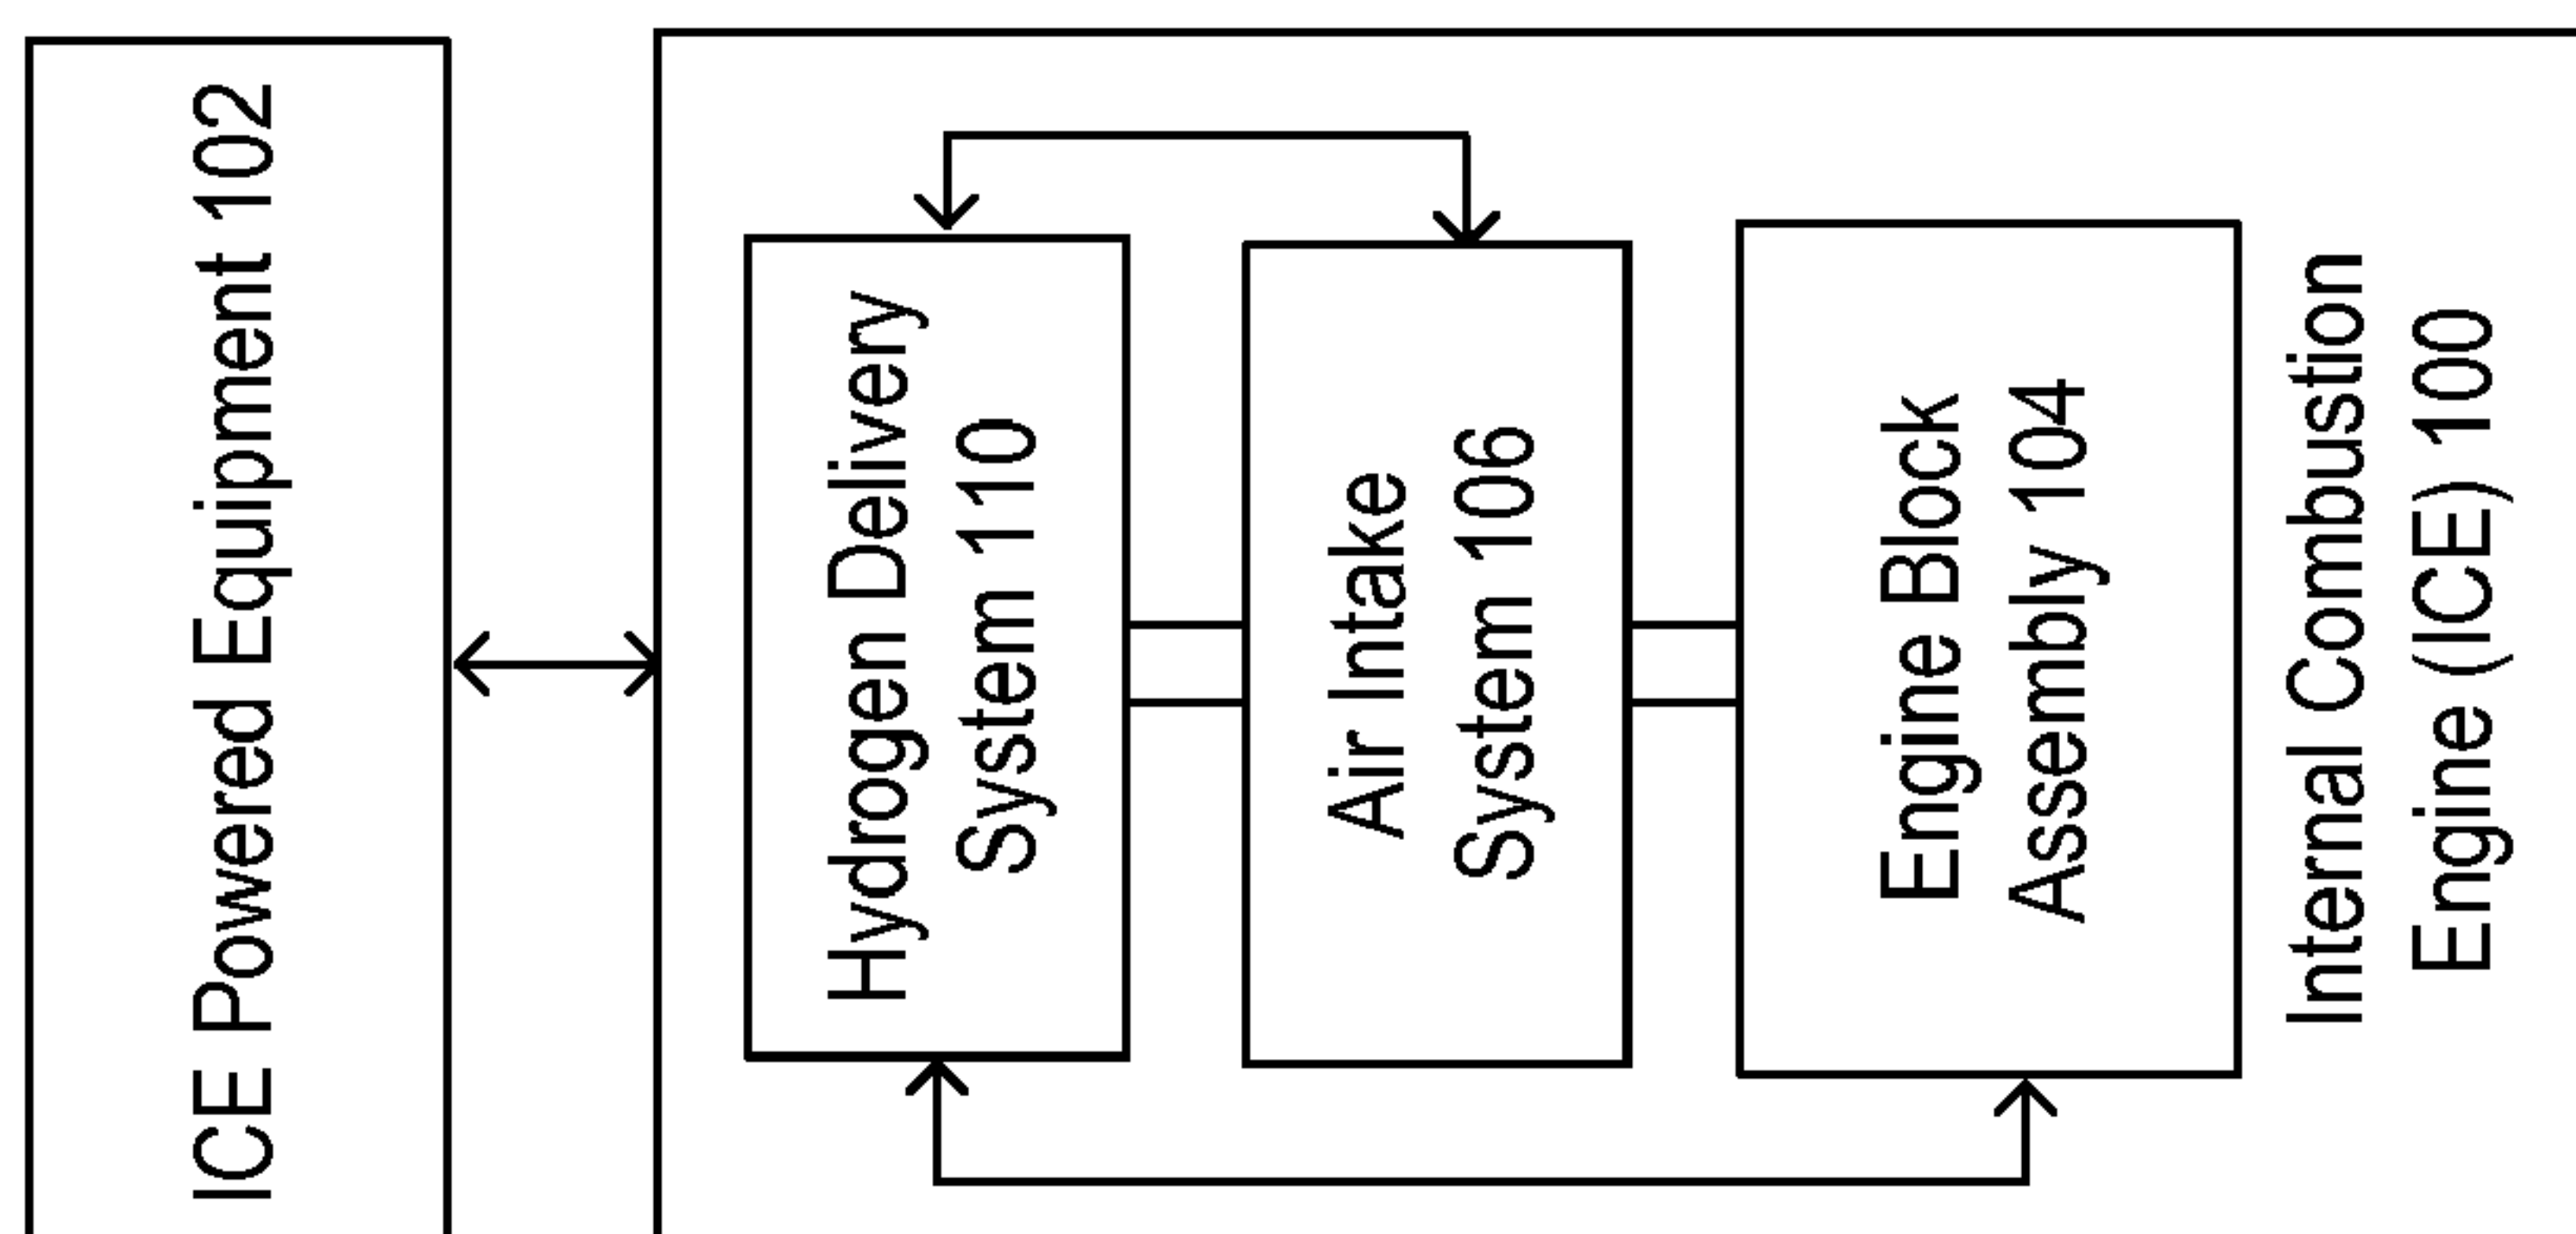 ICE Powered Equipment 102
Hydrogen Delivery
System 110
Air Intake
System 106
Engine Block
Assembly 104
Internal Combustion
Engine (ICE) 100